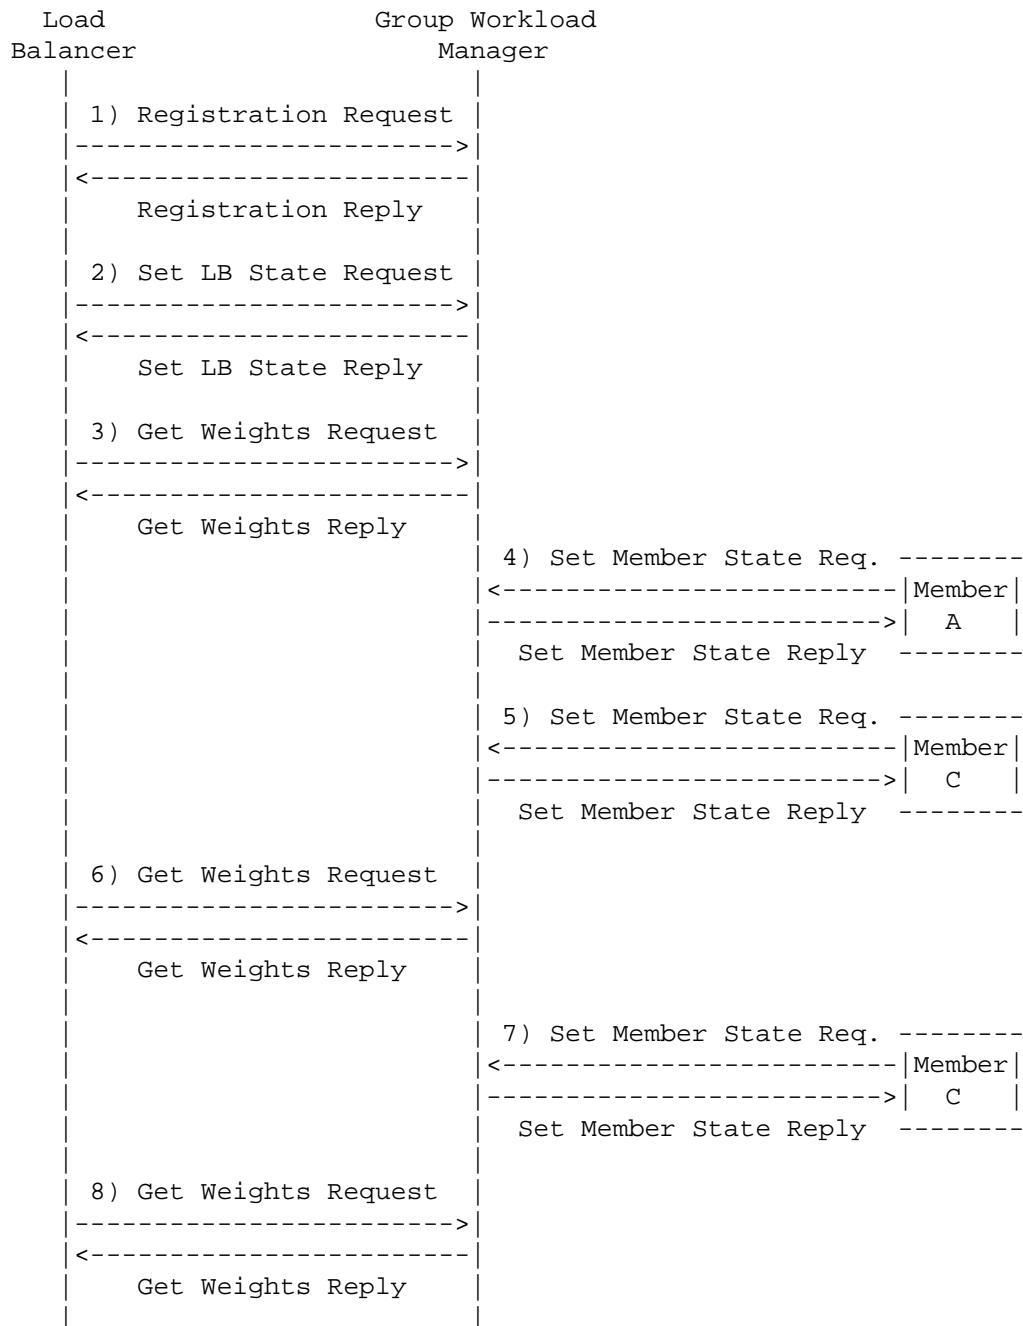 Load Group Workload
Balancer Manager
1) Registration Request
Registration Reply
2) Set LB State Request
Set LB State Reply
3) Get Weights Request
Get Weights Reply
4) Set Member State Req.
Member
A
Set Member State Reply
5) Set Member State Req.
Member
C
Set Member State Reply
6) Get Weights Request
Get Weights Reply
7) Set Member State Req.
Member
C
Set Member State Reply
8) Get Weights Request
Get Weights Reply